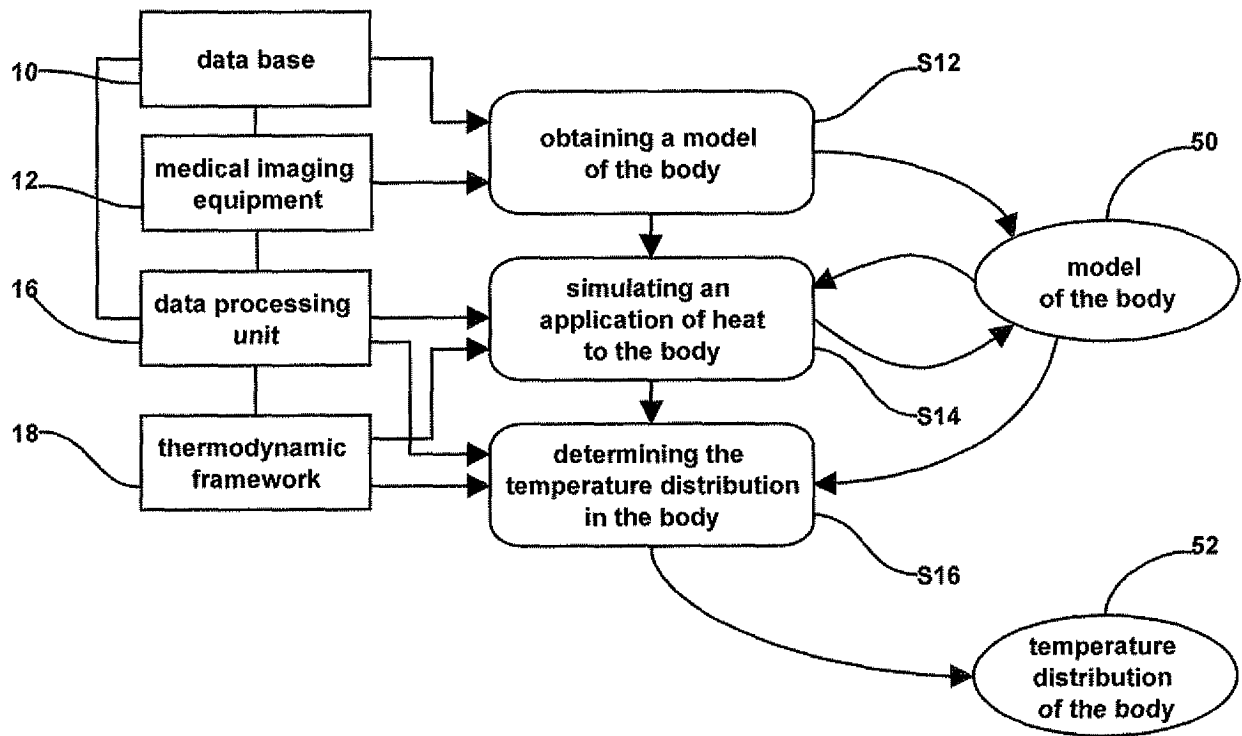 10
data base
12
medical imaging
equipment
16
data processing
unit
18
thermodynamic
framework
S12
obtaining a model
of the body
simulating an
application of heat
to the body
S14
determining the
temperature distribution
in the body
S16
50
model
of the body
52
temperature
distribution
of the body